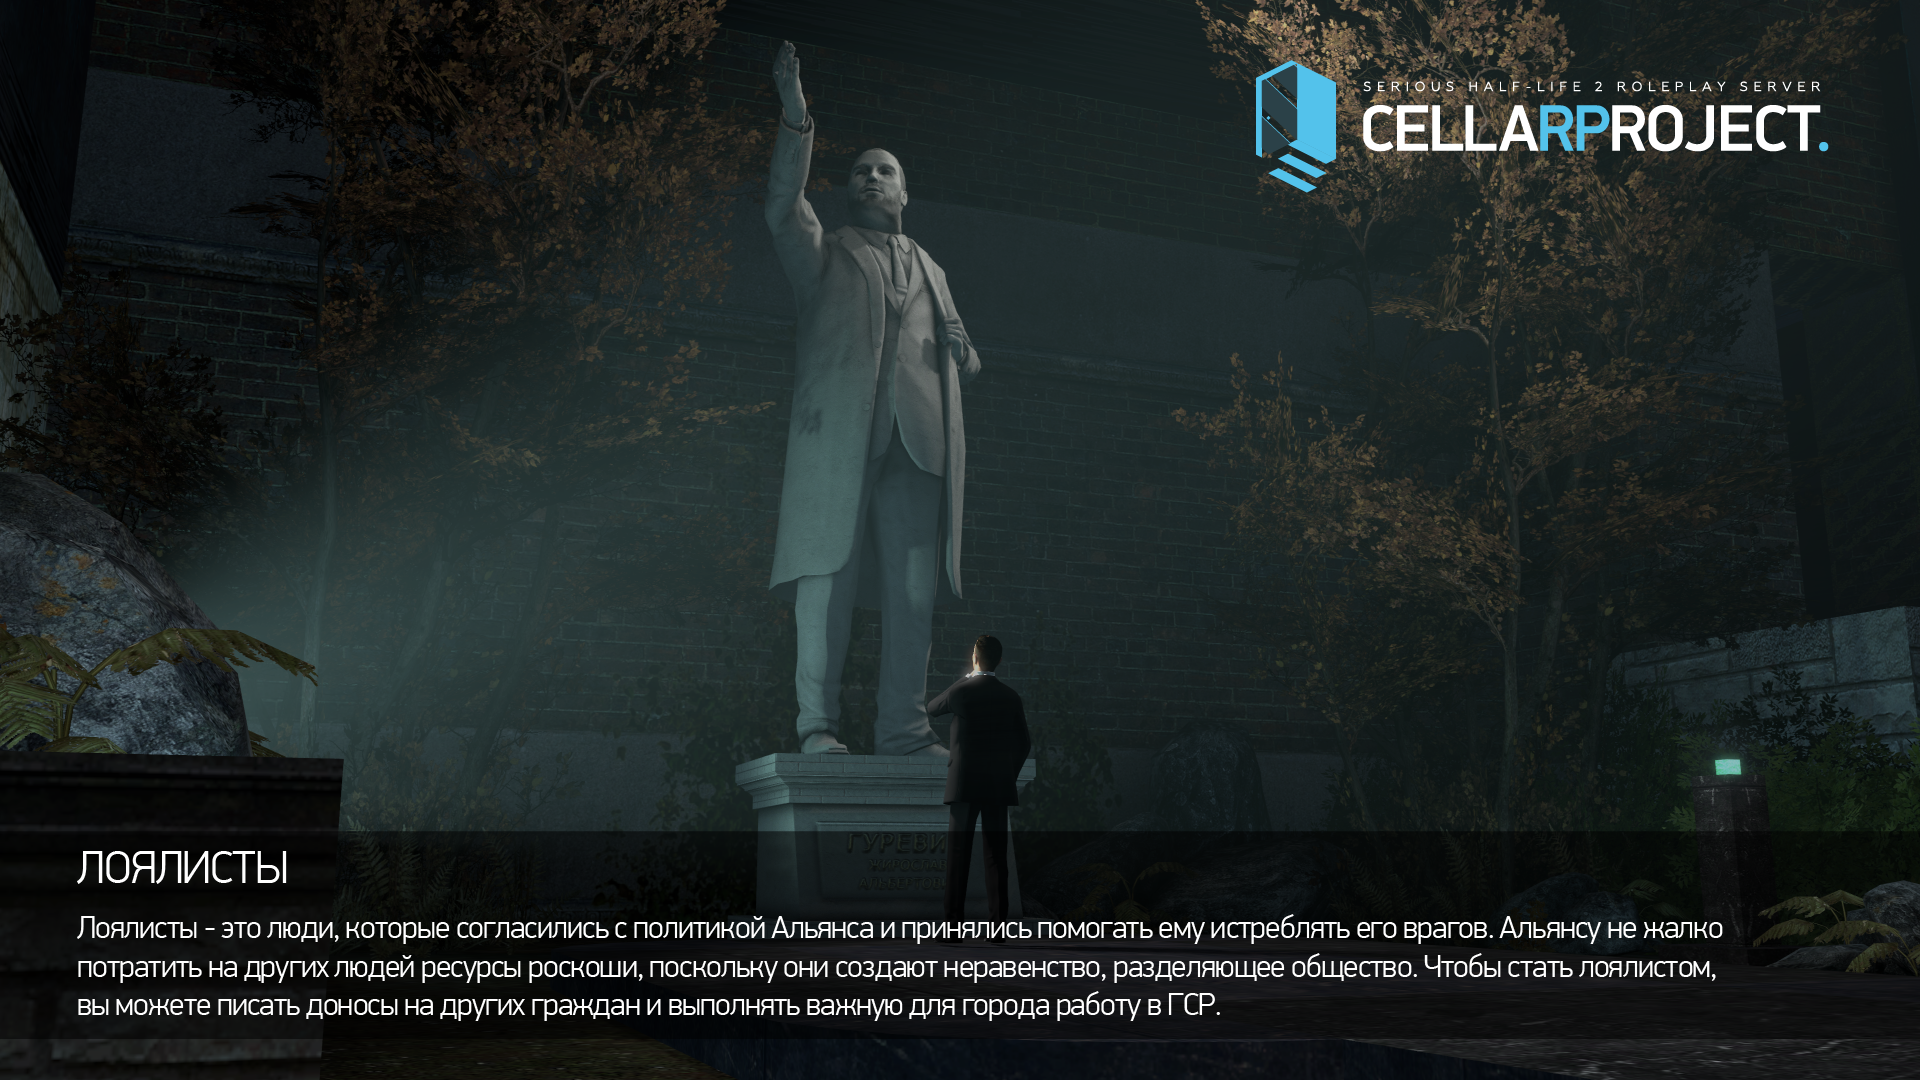 SERIOUS HALF-LIFE 2 ROLEPLAY SERVER
CELLARPROJECT.
ЛОЯЛИСТЫ
Лоялисты - это люди, которые согласились с политикой Альянса и принялись помогать ему истреблять его врагов. Альянсу не жалко
потратить на других людей ресурсы роскоши, поскольку они создают неравенство, разделяющее общество. Чтобы стать лоялистом,
вы можете писать доносы на других граждан и выполнять важную для города работу в ГСР.